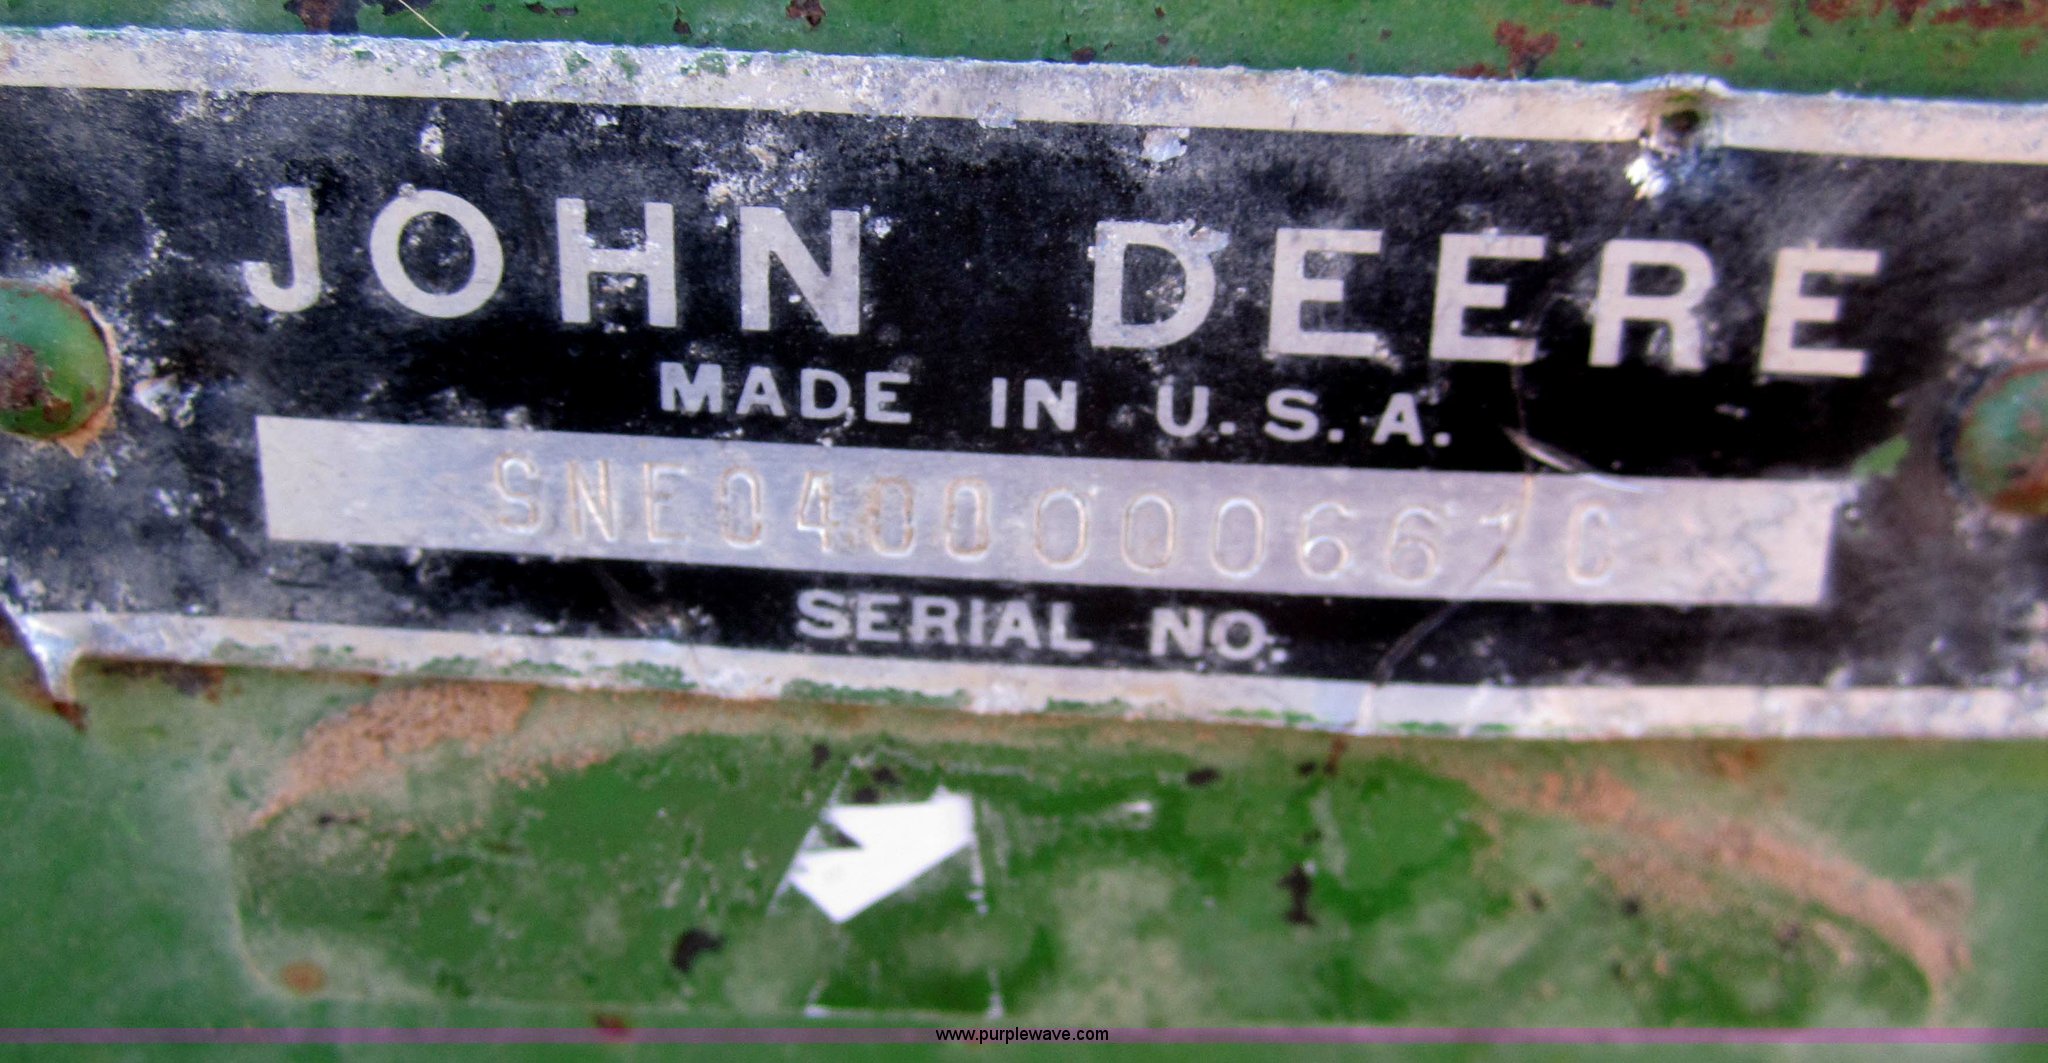 JOHN DEERE
MADE IN U.S.A.
SNE0400000661C
SERIAL NO.
www.purplewave.com